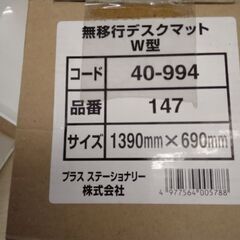 無移行デスクマット
W型
コード 40-994
品番 147
サイズ 1390mm×690mm
プラス ステーショナリー
株式会社
4 977564 005788